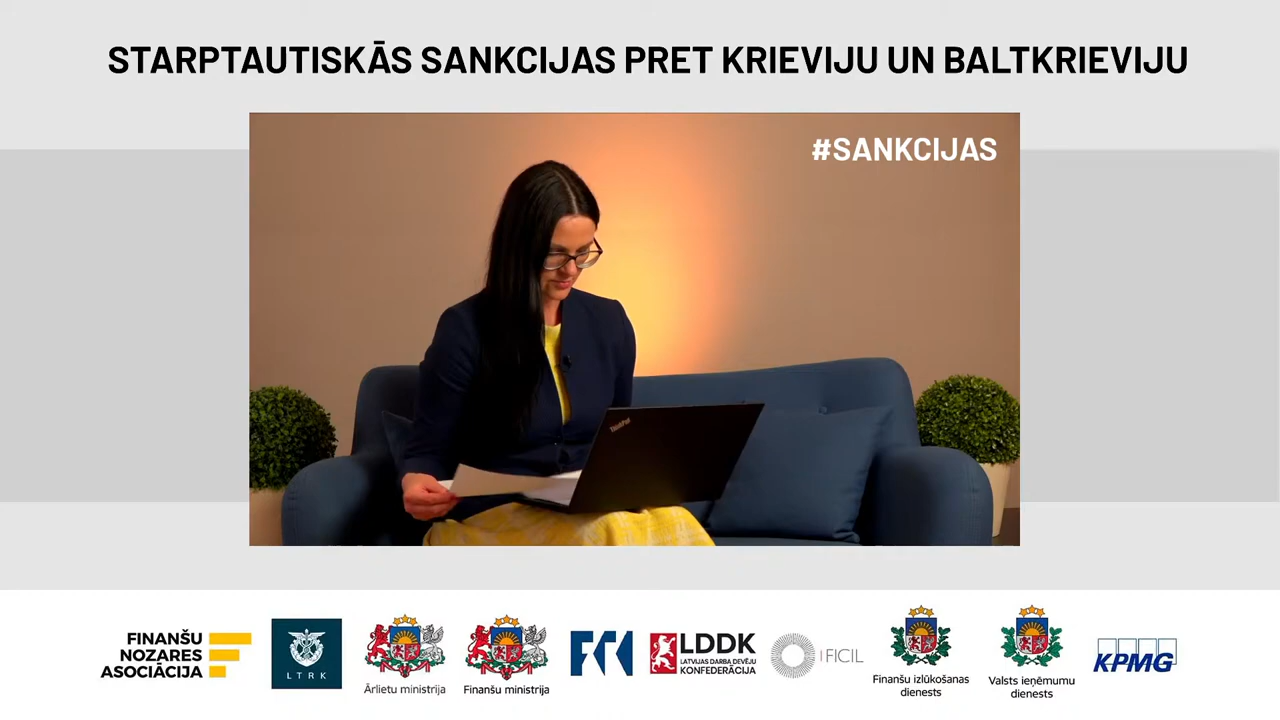 STARPTAUTISKĀS SANKCIJAS PRET KRIEVIJU UN BALTKRIEVIJU
#SANKCIJAS
ThinkPad
FINANŠU
NOZARES
ASOCIĀCIJA
LTRK
Ārlietu ministrija
Finanšu ministrija
FKTK
LDDK
LATVIJAS DARBA DEVĒJU
KONFEDERĀCIJA
FICIL
Finanšu izlūkošanas
dienests
Valsts ieņēmumu
dienests
KPMG